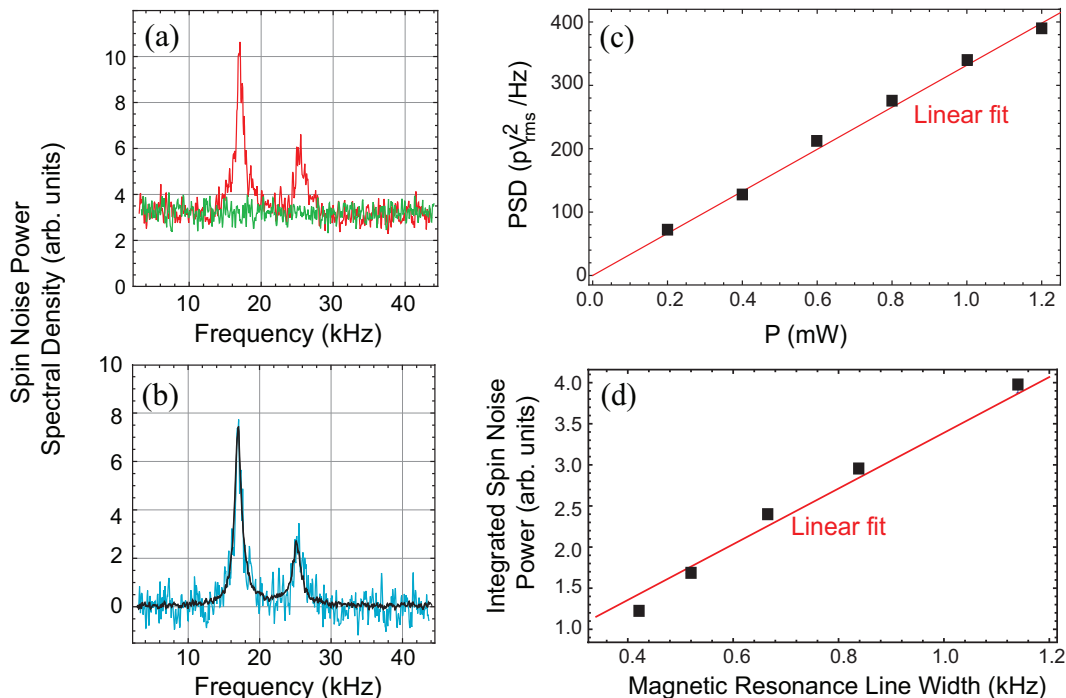 Spin Noise Power
Spectral Density (arb. units)
(a)
10
8
6
4
2
0
10
20
30
40
Frequency (kHz)
(b)
10
8
6
4
2
0
10
20
30
40
Frequency (kHz)
(c)
PSD (pV²rms /Hz)
400
300
200
100
0
Linear fit
0.0
0.2
0.4
0.6
0.8
1.0
1.2
P (mW)
(d)
Integrated Spin Noise
Power (arb. units)
4.0
3.5
3.0
2.5
2.0
1.5
1.0
Linear fit
0.4
0.6
0.8
1.0
1.2
Magnetic Resonance Line Width (kHz)